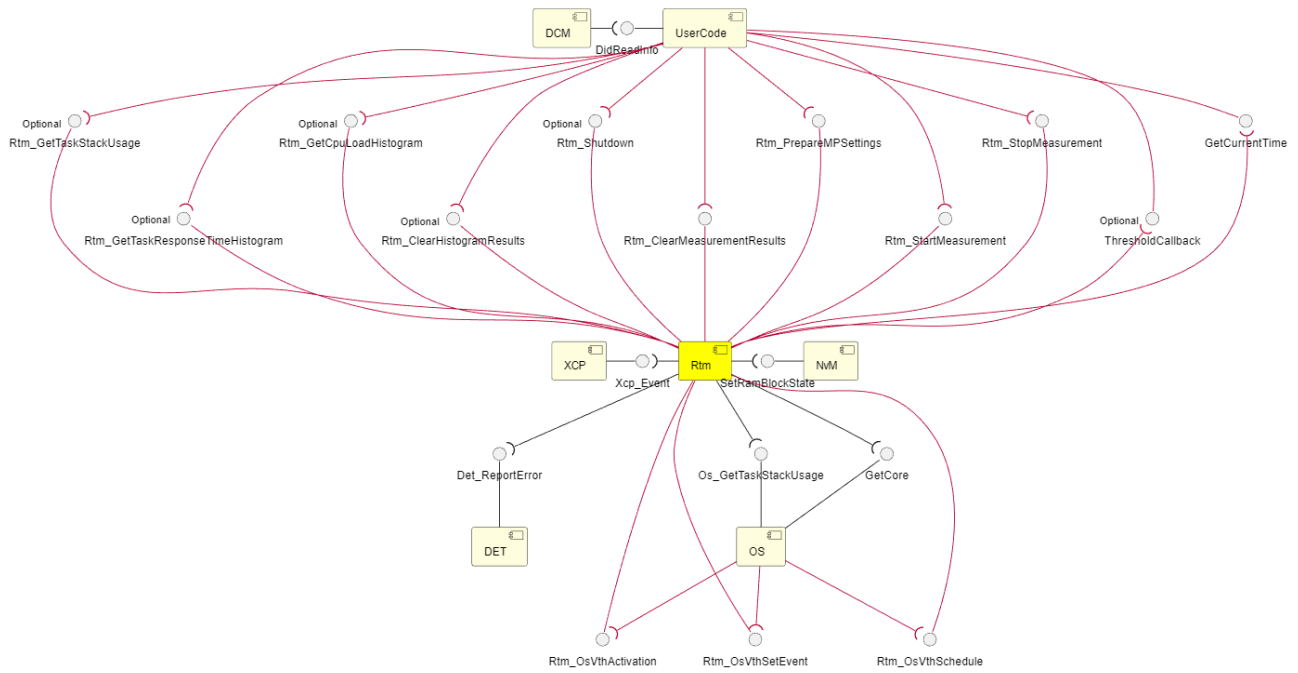 DCM
UserCode
DidReadInfo
Optional
Rtm_GetTaskStackUsage
Optional
Rtm_GetCpuLoadHistogram
Optional
Rtm_Shutdown
Rtm_PrepareMPSettings
Rtm_StopMeasurement
GetCurrentTime
Optional
Rtm_GetTaskResponseTimeHistogram
Optional
Rtm_ClearHistogramResults
Rtm_ClearMeasurementResults
Rtm_StartMeasurement
Optional
ThresholdCallback
XCP
Xcp_Event
Rtm
SetRamBlockState
NvM
Det_ReportError
Os_GetTaskStackUsage
GetCore
DET
OS
Rtm_OsVthActivation
Rtm_OsVthSetEvent
Rtm_OsVthSchedule